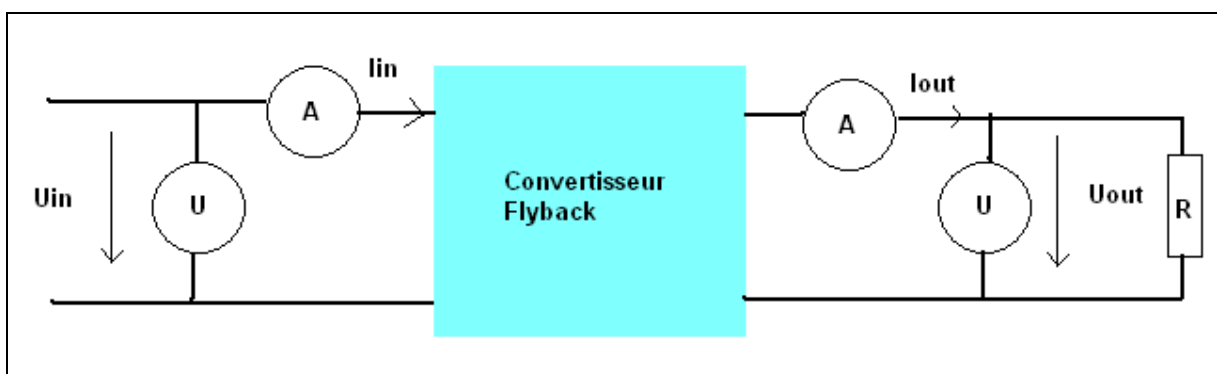 Iin
A
Uin
U
Convertisseur
Flyback
A
Iout
U
Uout
R